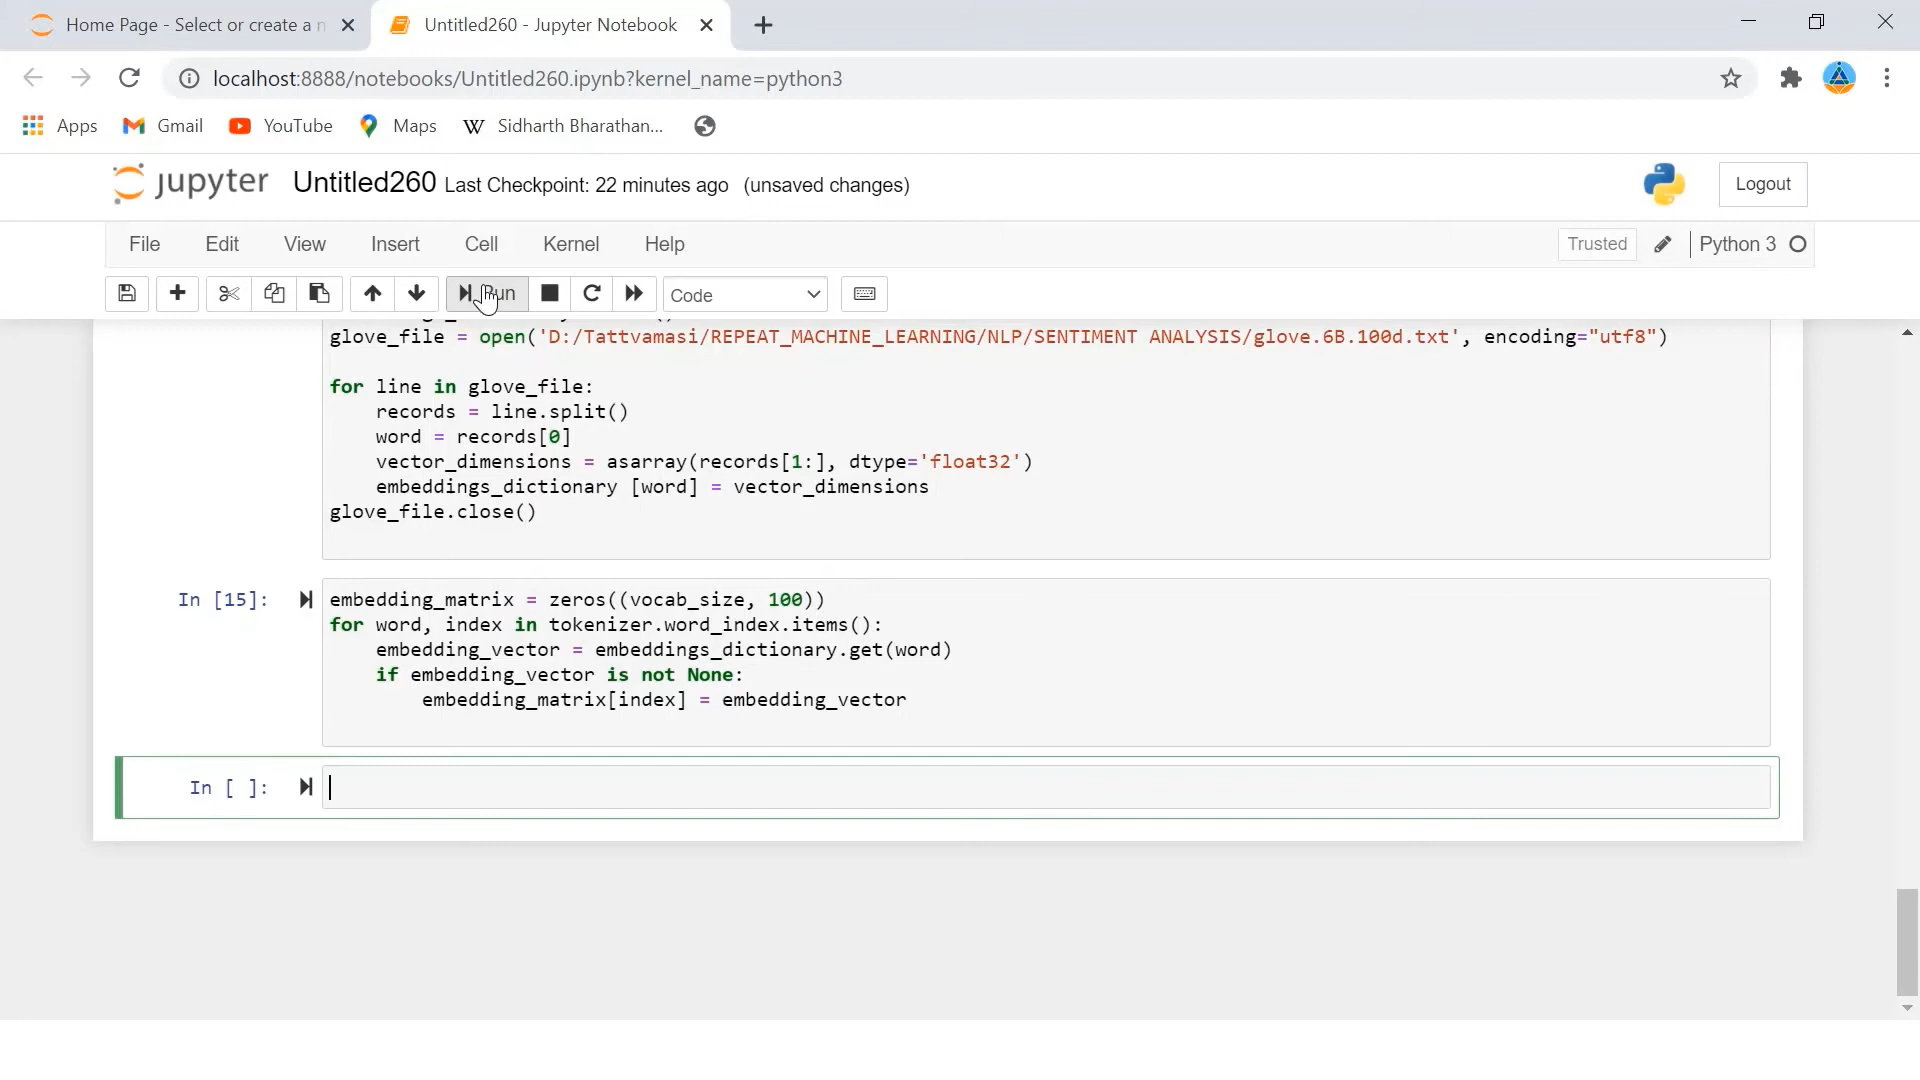 Home Page - Select or create a n
Untitled260 - Jupyter Notebook
localhost:8888/notebooks/Untitled260.ipynb?kernel_name=python3
Apps Gmail YouTube Maps W Sidharth Bharathan...
jupyter Untitled260 Last Checkpoint: 22 minutes ago (unsaved changes) Logout
File Edit View Insert Cell Kernel Help Trusted Python 3
Run Code
glove_file = open('D:/Tattvamasi/REPEAT_MACHINE_LEARNING/NLP/SENTIMENT ANALYSIS/glove.6B.100d.txt', encoding="utf8")
for line in glove_file:
    records = line.split()
    word = records[0]
    vector_dimensions = asarray(records[1:], dtype='float32')
    embeddings_dictionary [word] = vector_dimensions
glove_file.close()
In [15]: embedding_matrix = zeros((vocab_size, 100))
for word, index in tokenizer.word_index.items():
    embedding_vector = embeddings_dictionary.get(word)
    if embedding_vector is not None:
        embedding_matrix[index] = embedding_vector
In [ ]: